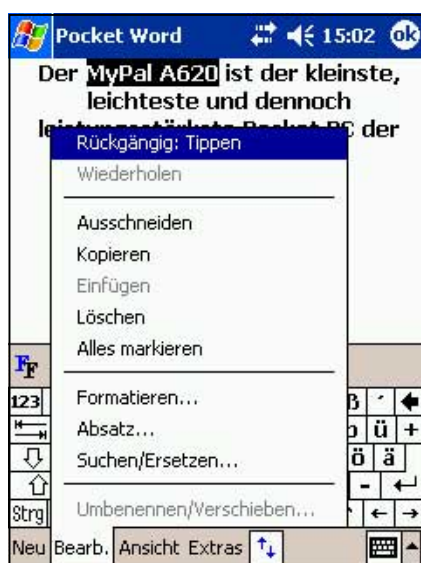 Pocket Word 15:02 ok
Der MyPal A620 ist der kleinste,
leichteste und dennoch
der
Rückgängig: Tippen
Wiederholen
Ausschneiden
Kopieren
Einfügen
Löschen
Alles markieren
Formatieren...
Absatz...
Suchen/Ersetzen...
Umbenennen/Verschieben...
FF
123 ß ´
ü +
ö ä
-
Strg
Neu Bearb. Ansicht Extras